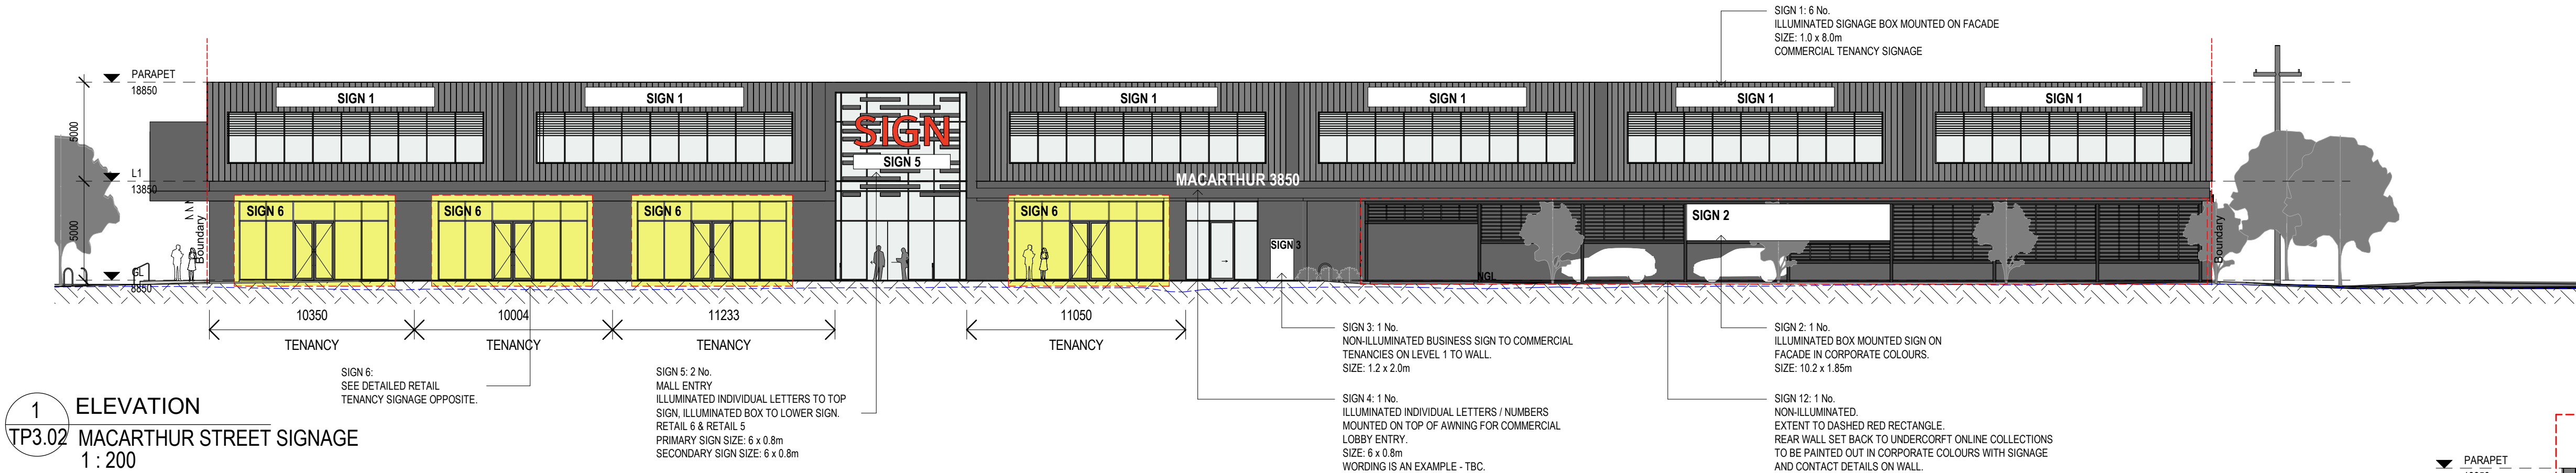 SIGN 1: 6 No.
ILLUMINATED SIGNAGE BOX MOUNTED ON FACADE
SIZE: 1.0 x 8.0m
COMMERCIAL TENANCY SIGNAGE
PARAPET
18850
SIGN 1
SIGN 1
SIGN 1
SIGN 1
SIGN 1
SIGN 1
5000
SIGN
SIGN 5
L1
13850
MACARTHUR 3850
SIGN 6
SIGN 6
SIGN 6
SIGN 6
SIGN 2
5000
Boundary
SIGN 3
Boundary
GL
8850
NGL
10350
10004
11233
11050
TENANCY
TENANCY
TENANCY
TENANCY
SIGN 6:
SEE DETAILED RETAIL
TENANCY SIGNAGE OPPOSITE.
SIGN 5: 2 No.
MALL ENTRY
ILLUMINATED INDIVIDUAL LETTERS TO TOP
SIGN, ILLUMINATED BOX TO LOWER SIGN.
RETAIL 6 & RETAIL 5
PRIMARY SIGN SIZE: 6 x 0.8m
SECONDARY SIGN SIZE: 6 x 0.8m
SIGN 3: 1 No.
NON-ILLUMINATED BUSINESS SIGN TO COMMERCIAL
TENANCIES ON LEVEL 1 TO WALL.
SIZE: 1.2 x 2.0m
SIGN 4: 1 No.
ILLUMINATED INDIVIDUAL LETTERS / NUMBERS
MOUNTED ON TOP OF AWNING FOR COMMERCIAL
LOBBY ENTRY.
SIZE: 6 x 0.8m
WORDING IS AN EXAMPLE - TBC.
SIGN 2: 1 No.
ILLUMINATED BOX MOUNTED SIGN ON
FACADE IN CORPORATE COLOURS.
SIZE: 10.2 x 1.85m
SIGN 12: 1 No.
NON-ILLUMINATED.
EXTENT TO DASHED RED RECTANGLE.
REAR WALL SET BACK TO UNDERCORFT ONLINE COLLECTIONS
TO BE PAINTED OUT IN CORPORATE COLOURS WITH SIGNAGE
AND CONTACT DETAILS ON WALL.
1
TP3.02
ELEVATION
MACARTHUR STREET SIGNAGE
1 : 200
PARAPET